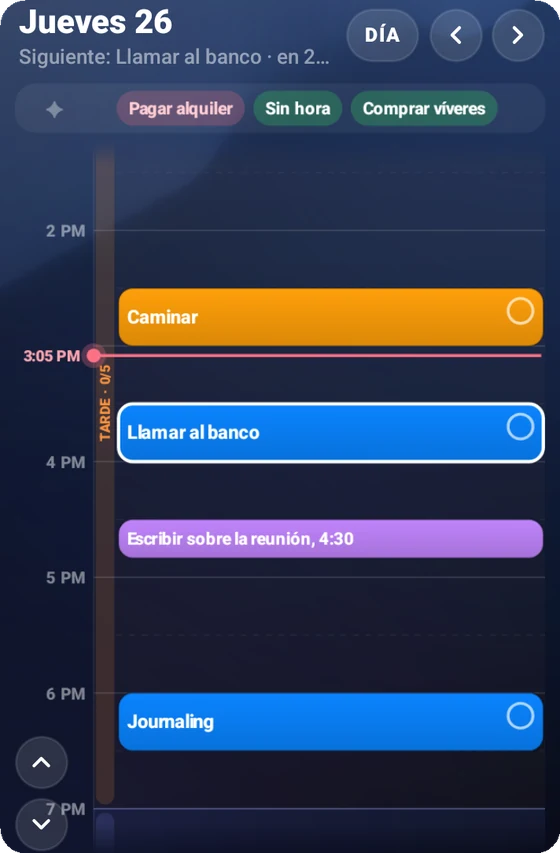 Jueves 26
Siguiente: Llamar al banco · en 2...
DÍA
Pagar alquiler
Sin hora
Comprar víveres
2 PM
Caminar
3:05 PM
TARDE · 0/5
Llamar al banco
4 PM
Escribir sobre la reunión, 4:30
5 PM
6 PM
Journaling
7 PM